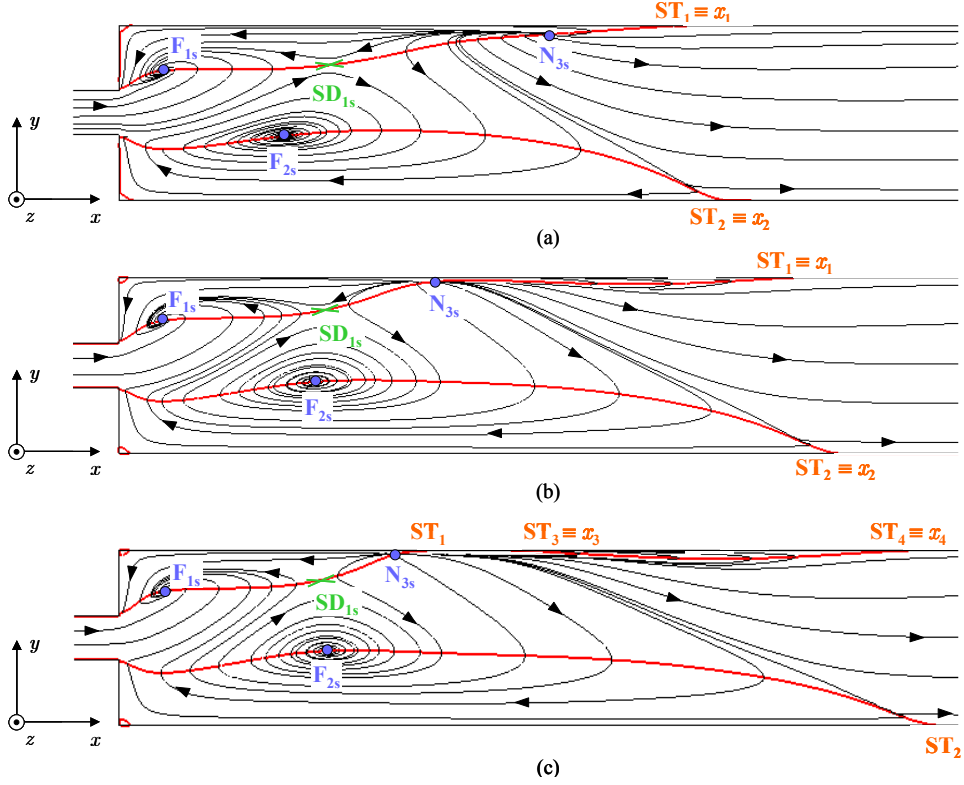 ST₁ ≡ x₁
F₁ₛ
N₃ₛ
SD₁ₛ
y
F₂ₛ
z x
ST₂ ≡ x₂
(a)
ST₁ ≡ x₁
F₁ₛ
N₃ₛ
SD₁ₛ
y
F₂ₛ
z x
ST₂ ≡ x₂
(b)
ST₁ ST₃ ≡ x₃ ST₄ ≡ x₄
F₁ₛ
N₃ₛ
SD₁ₛ
y
F₂ₛ
z x
ST₂
(c)